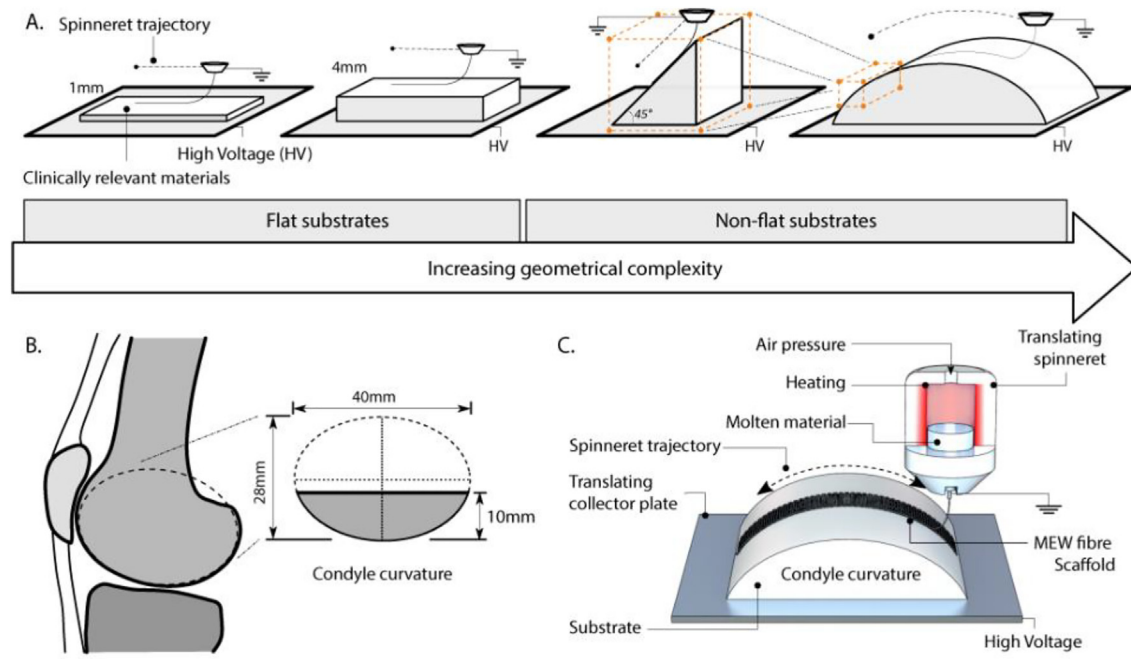 A.
Spinneret trajectory
1mm
4mm
45°
High Voltage (HV)
HV
HV
HV
Clinically relevant materials
Flat substrates
Non-flat substrates
Increasing geometrical complexity
B.
40mm
28mm
10mm
Condyle curvature
C.
Air pressure
Translating
spinneret
Heating
Molten material
Spinneret trajectory
Translating
collector plate
MEW fibre
Scaffold
Condyle curvature
Substrate
High Voltage